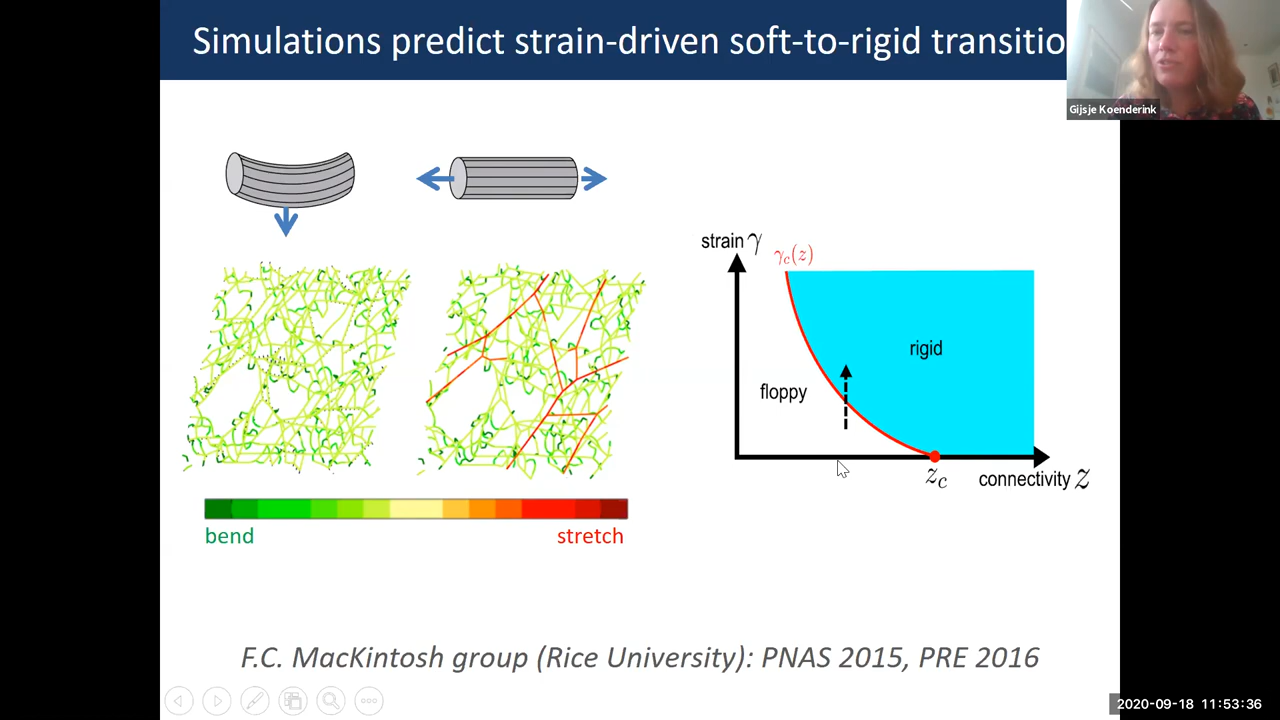 Simulations predict strain-driven soft-to-rigid transitio
Gijsje Koenderink
strain γ
γc(z)
rigid
floppy
zc
connectivity z
bend
stretch
F.C. MacKintosh group (Rice University): PNAS 2015, PRE 2016
2020-09-18 11:53:36